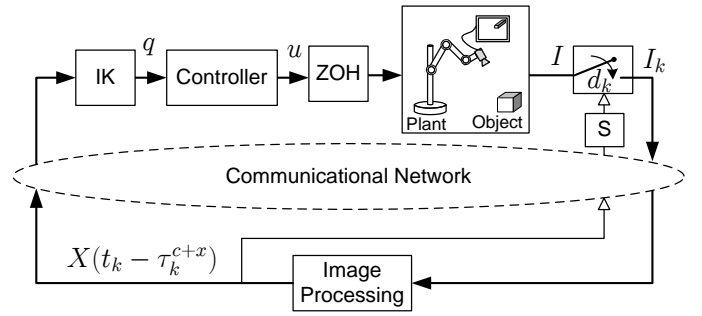 q
u
I
I_k
IK
Controller
ZOH
d_k
Plant
Object
S
Communicational Network
X(t_k − τ_k^{c+x})
Image
Processing